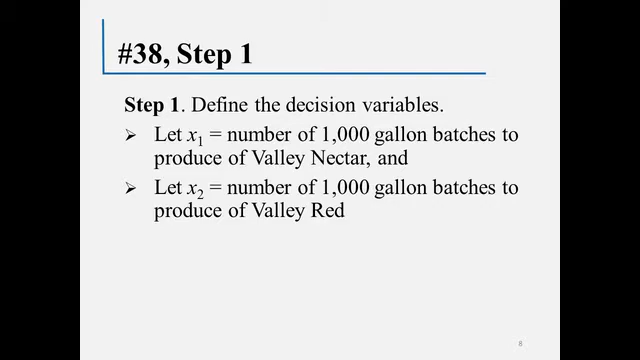 #38, Step 1
Step 1. Define the decision variables.
➢ Let x₁ = number of 1,000 gallon batches to
produce of Valley Nectar, and
➢ Let x₂ = number of 1,000 gallon batches to
produce of Valley Red
8